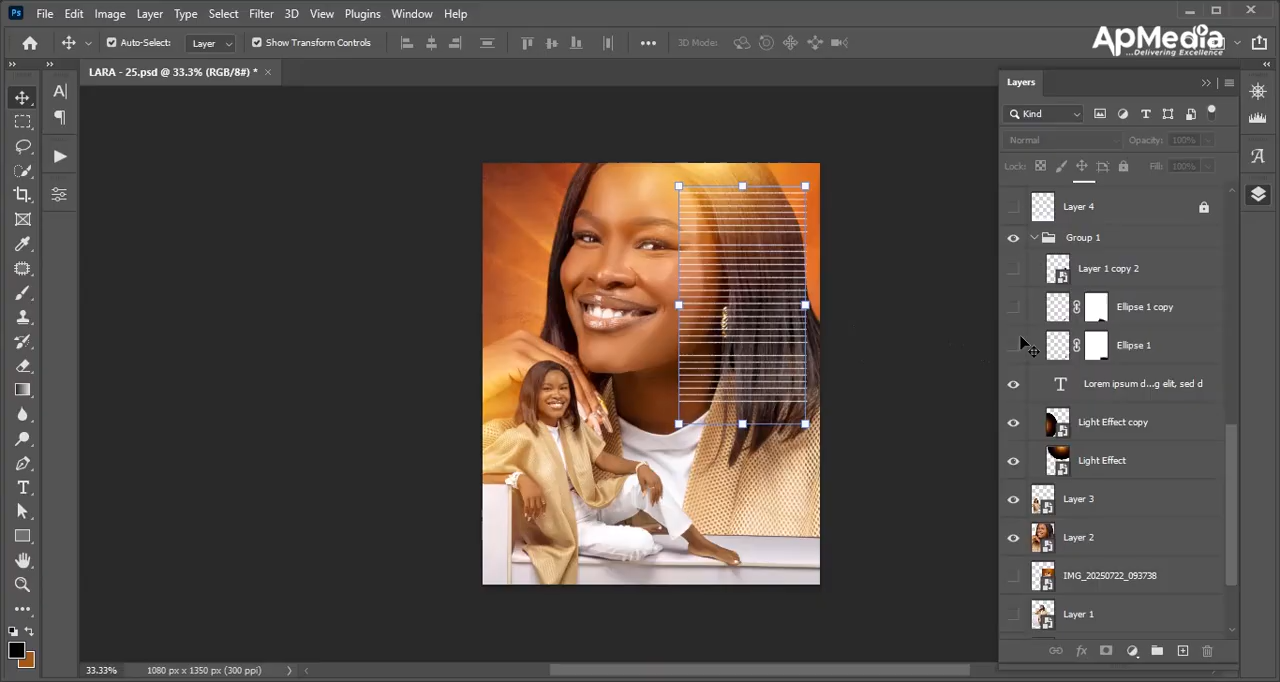 File Edit Image Layer Type Select Filter 3D View Plugins Window Help
Auto-Select: Layer Show Transform Controls 3D Mode:
ApMedia
...Delivering Excellence
LARA - 25.psd @ 33.3% (RGB/8#) *
Layers
Kind
Normal Opacity: 100%
Lock: Fill: 100%
Layer 4
Group 1
Layer 1 copy 2
Ellipse 1 copy
Ellipse 1
Lorem ipsum d...g elit, sed d
Light Effect copy
Light Effect
Layer 3
Layer 2
IMG_20250722_093738
Layer 1
33.33% 1080 px x 1350 px (300 ppi)